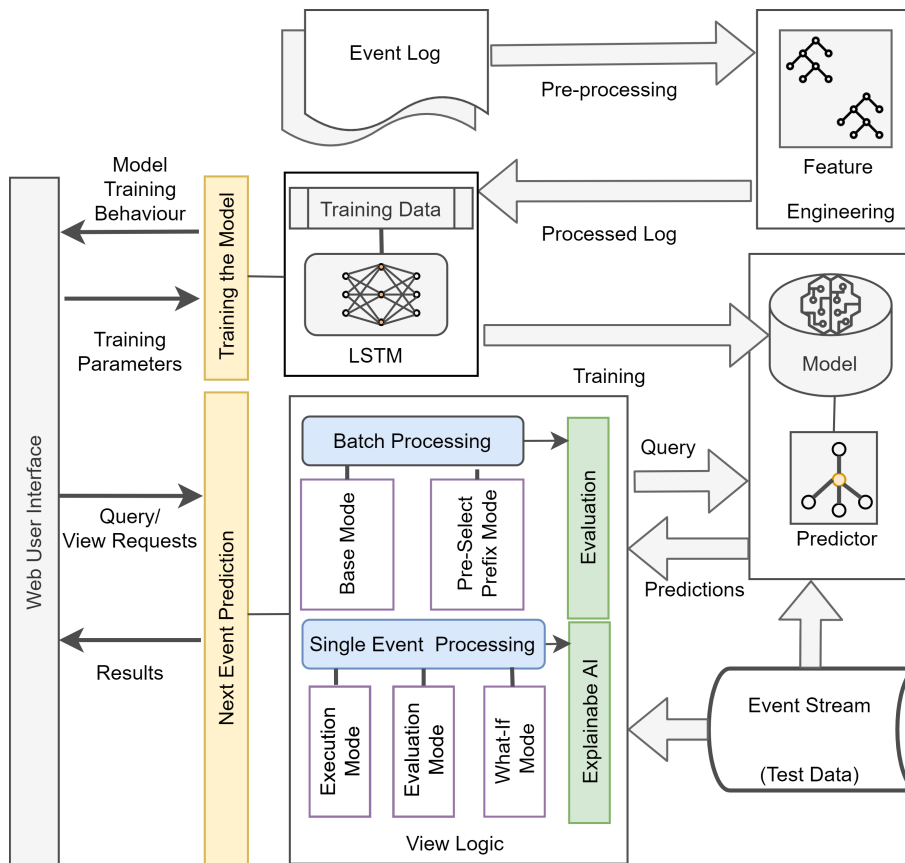 Event Log
Pre-processing
Feature
Engineering
Model
Training
Behaviour
Training the Model
Training Data
Processed Log
LSTM
Training
Parameters
Training
Model
Web User Interface
Next Event Prediction
Batch Processing
Base Mode
Pre-Select
Prefix Mode
Evaluation
Query
Predictor
Predictions
Query/
View Requests
Results
Single Event  Processing
Execution
Mode
Evaluation
Mode
What-If
Mode
Explainabe AI
Event Stream
(Test Data)
View Logic